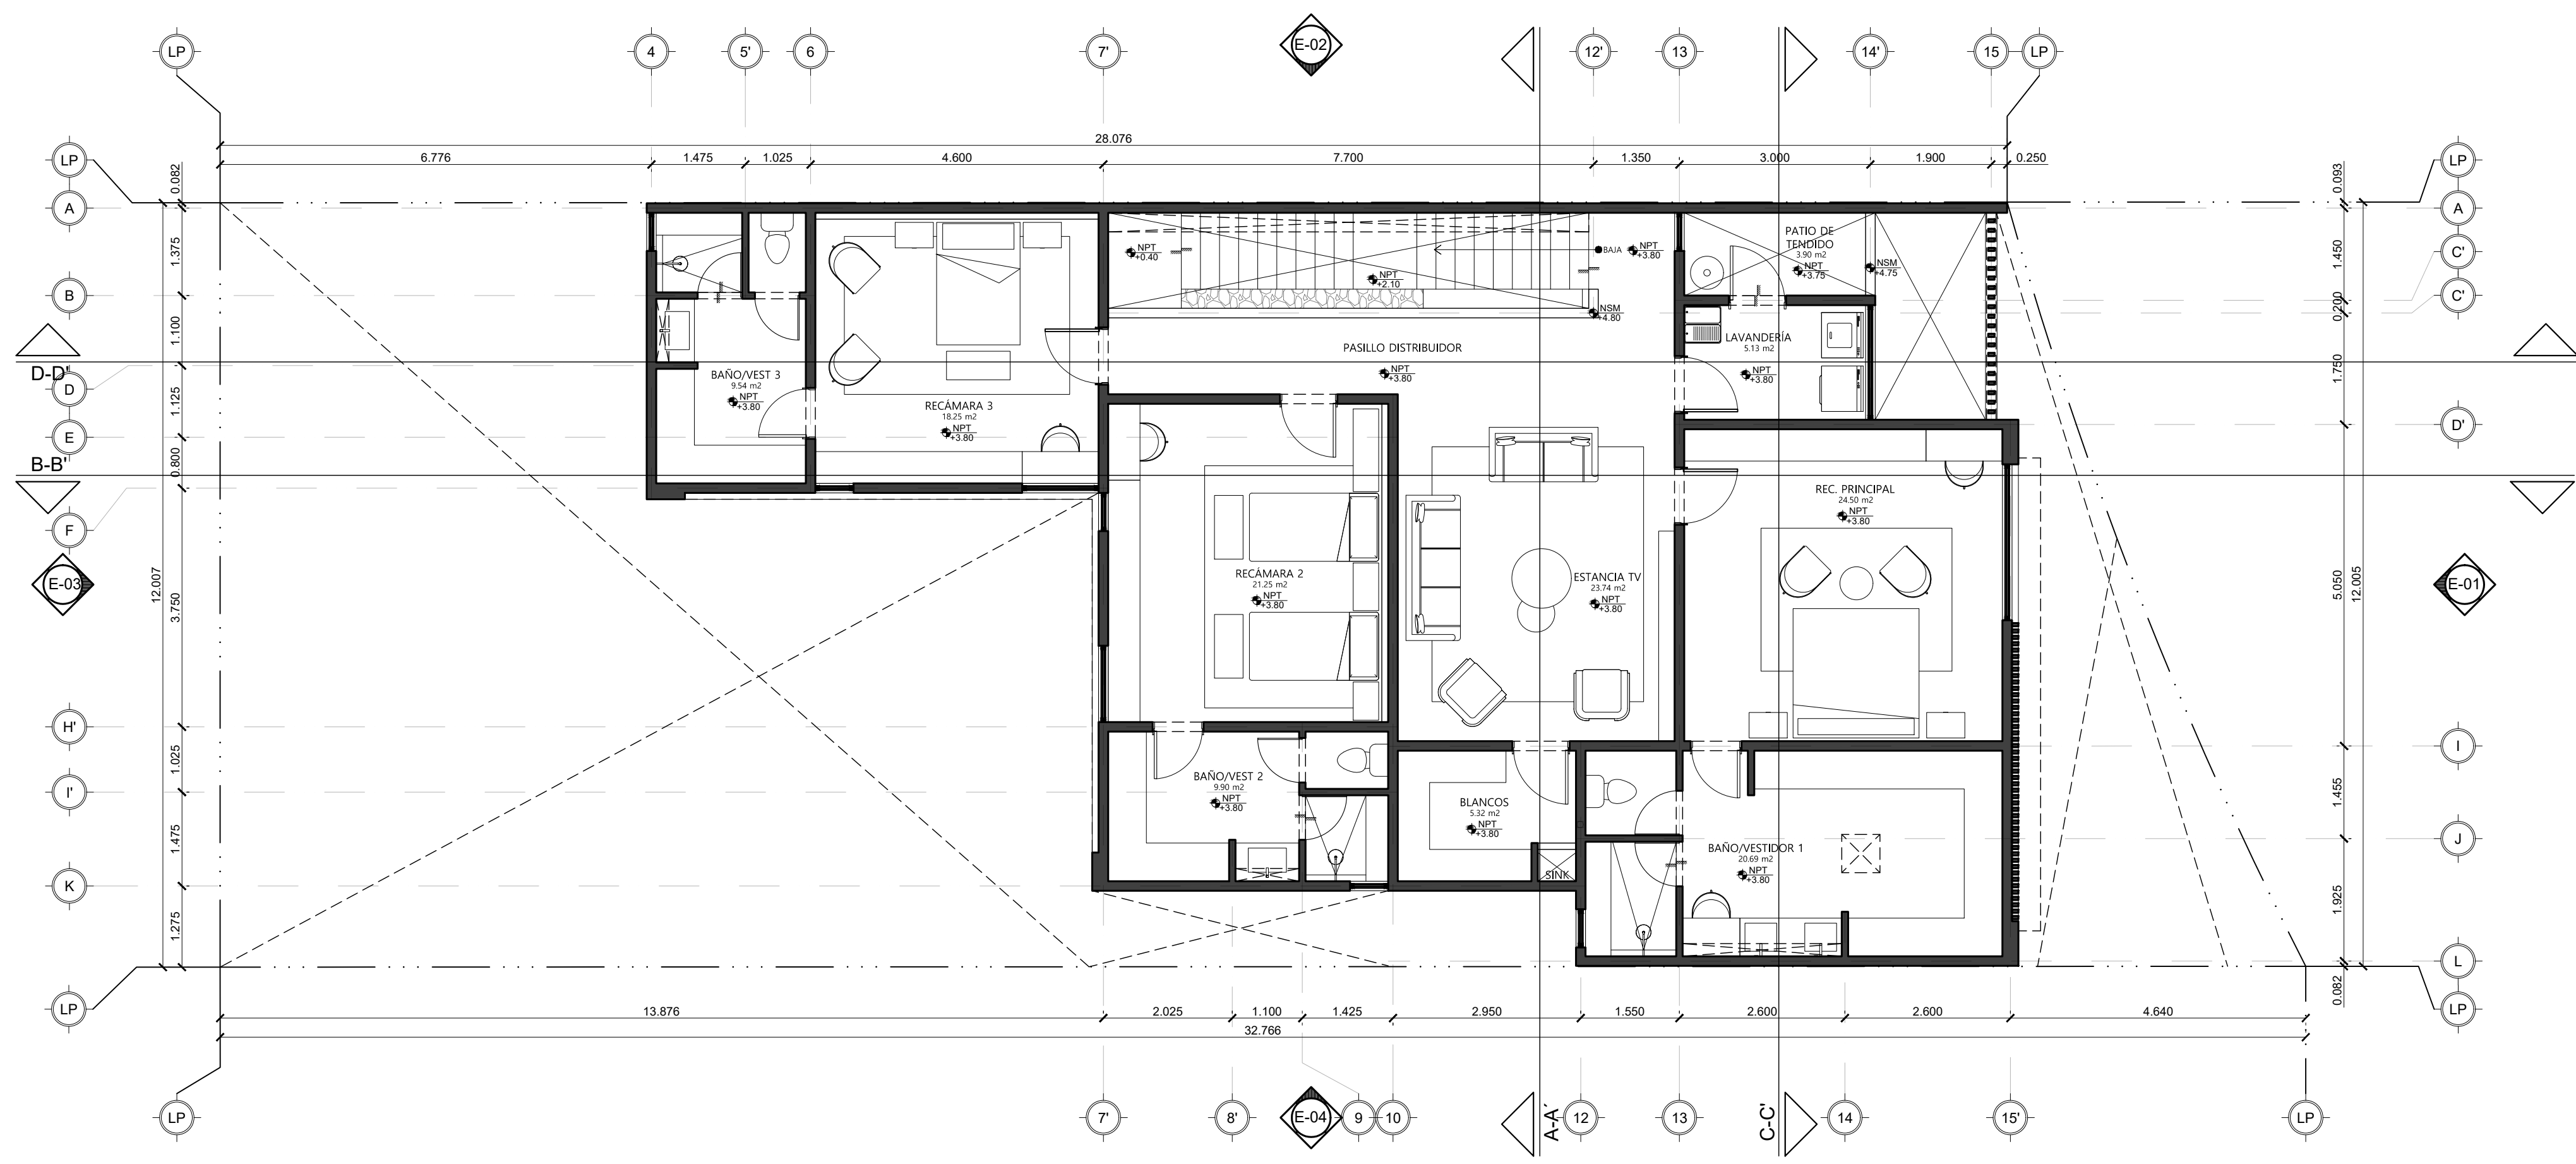 LP
4
5'
6
7'
E-02
12'
13
14'
15
LP
28.076
6.776
1.475
1.025
4.600
7.700
1.350
3.000
1.900
0.250
LP
A
B
D-D'
D
E
B-B'
F
E-03
H'
I'
K
LP
0.082
1.375
1.100
1.125
0.800
3.750
1.025
1.475
1.275
12.007
NPT
+0.40
NPT
+2.10
BAJA
NPT
+3.80
NSM
+4.80
PATIO DE
TENDIDO
3.90 m2
NPT
+3.75
NSM
+4.75
LAVANDERÍA
5.13 m2
NPT
+3.80
PASILLO DISTRIBUIDOR
NPT
+3.80
BAÑO/VEST 3
9.54 m2
NPT
+3.80
RECÁMARA 3
18.25 m2
NPT
+3.80
REC. PRINCIPAL
24.50 m2
NPT
+3.80
RECÁMARA 2
21.25 m2
NPT
+3.80
ESTANCIA TV
23.74 m2
NPT
+3.80
BAÑO/VEST 2
9.90 m2
NPT
+3.80
BLANCOS
5.32 m2
NPT
+3.80
SINK
BAÑO/VESTIDOR 1
20.69 m2
NPT
+3.80
0.093
1.450
0.200
1.750
5.050
1.455
1.925
0.082
12.005
LP
A
C'
C'
D'
E-01
I
J
L
LP
13.876
2.025
1.100
1.425
2.950
1.550
2.600
2.600
4.640
32.766
LP
7'
8'
E-04
9
10
A-A'
12
13
C-C'
14
15'
LP